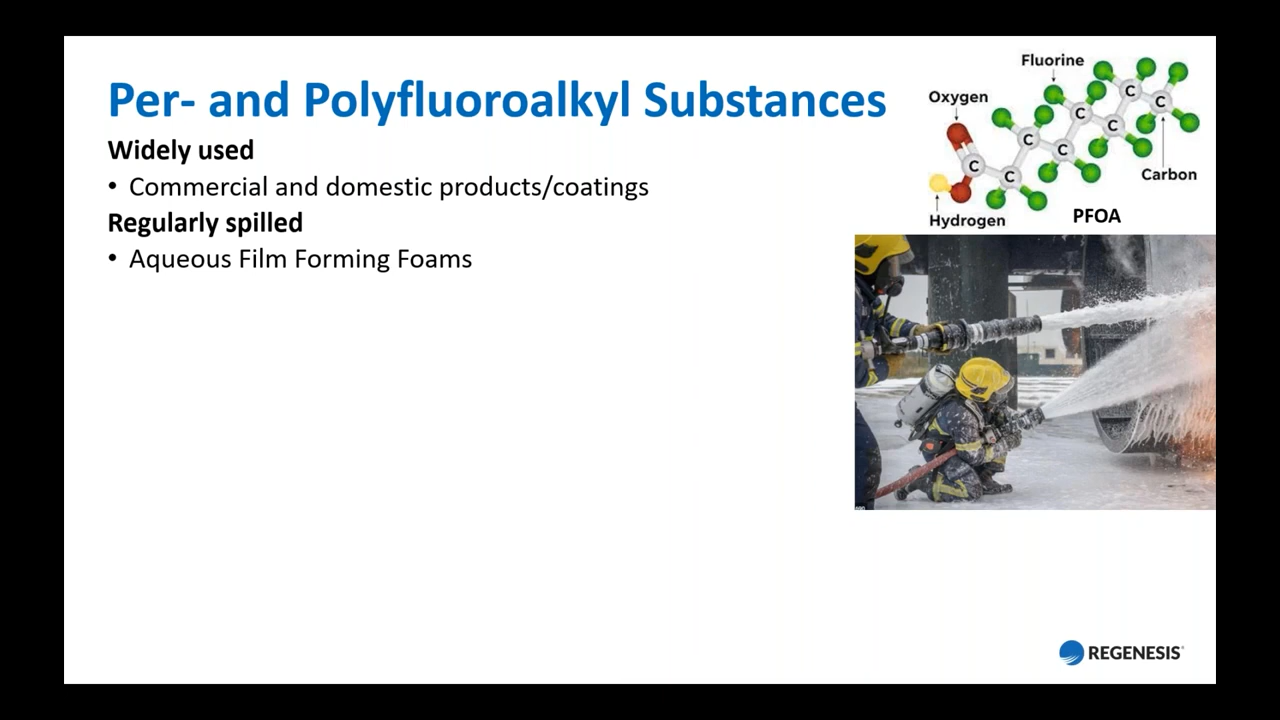 Per- and Polyfluoroalkyl Substances
Widely used
• Commercial and domestic products/coatings
Regularly spilled
• Aqueous Film Forming Foams
Fluorine
Oxygen
C
C
C
C
C
C
C
C
Carbon
Hydrogen
PFOA
REGENESIS